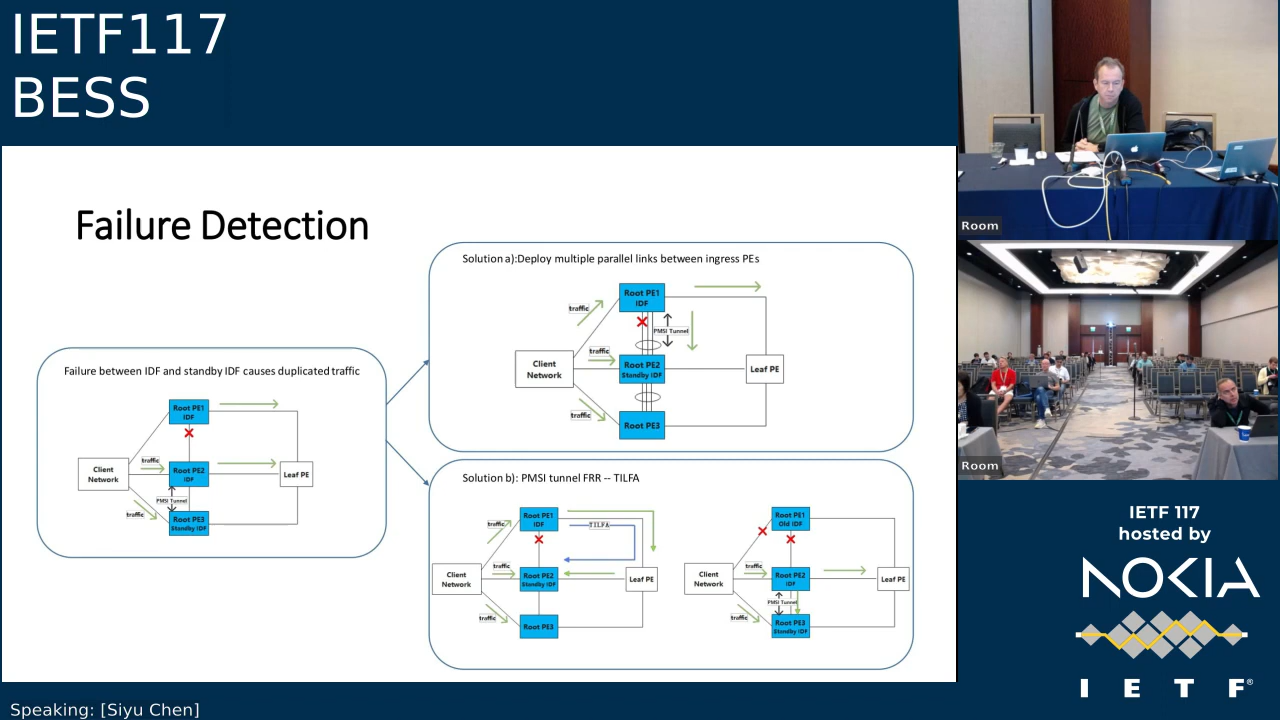 IETF117
BESS
Failure Detection
Failure between IDF and standby IDF causes duplicated traffic
Root PE1
IDF
Client
Network
traffic
Root PE2
IDF
Leaf PE
PMSI Tunnel
traffic
Root PE3
Standby IDF
Solution a):Deploy multiple parallel links between ingress PEs
Root PE1
IDF
traffic
PMSI Tunnel
traffic
Client
Network
Root PE2
Standby IDF
Leaf PE
traffic
Root PE3
Solution b): PMSI tunnel FRR -- TILFA
Root PE1
IDF
traffic
TILFA
Client
Network
traffic
Root PE2
Standby IDF
Leaf PE
traffic
Root PE3
Root PE1
Old IDF
Client
Network
traffic
Root PE2
IDF
Leaf PE
PMSI Tunnel
traffic
Root PE3
Standby IDF
Room
Room
IETF 117
hosted by
NOKIA
I E T F®
Speaking: [Siyu Chen]